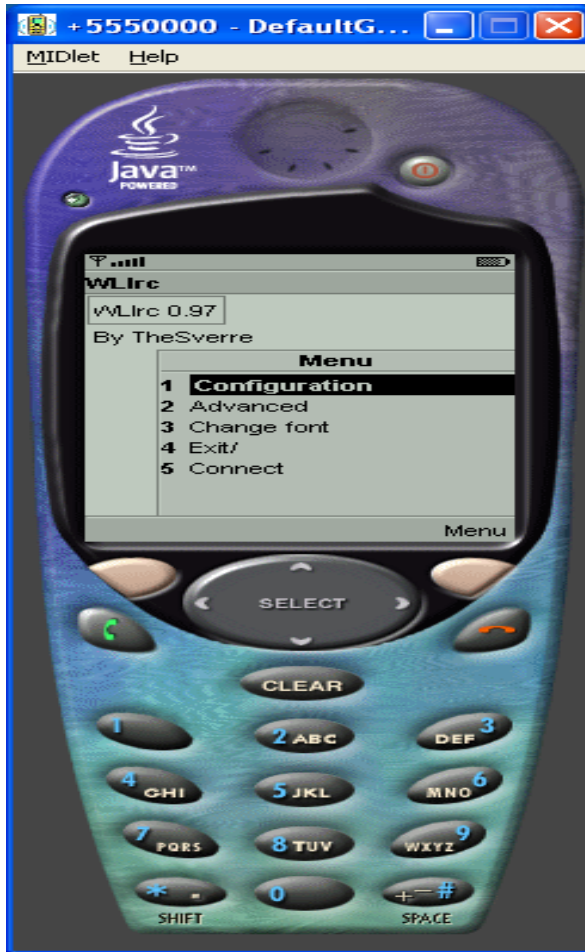 +5550000 - DefaultG...
MIDlet Help
Java™
POWERED
WLIrc
WLIrc 0.97
By TheSverre
Menu
1 Configuration
2 Advanced
3 Change font
4 Exit/
5 Connect
Menu
SELECT
CLEAR
1 2 ABC DEF 3
4 GHI 5 JKL MNO 6
7 PQRS 8 TUV WXYZ 9
* . 0 +-#
SHIFT SPACE